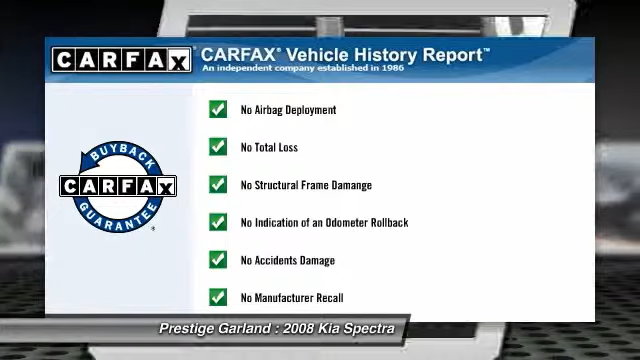 CARFAX
CARFAX® Vehicle History Report™
An independent company established in 1986
No Airbag Deployment
No Total Loss
No Structural Frame Damange
No Indication of an Odometer Rollback
No Accidents Damage
No Manufacturer Recall
BUYBACK
CARFAX
GUARANTEE
Prestige Garland : 2008 Kia Spectra